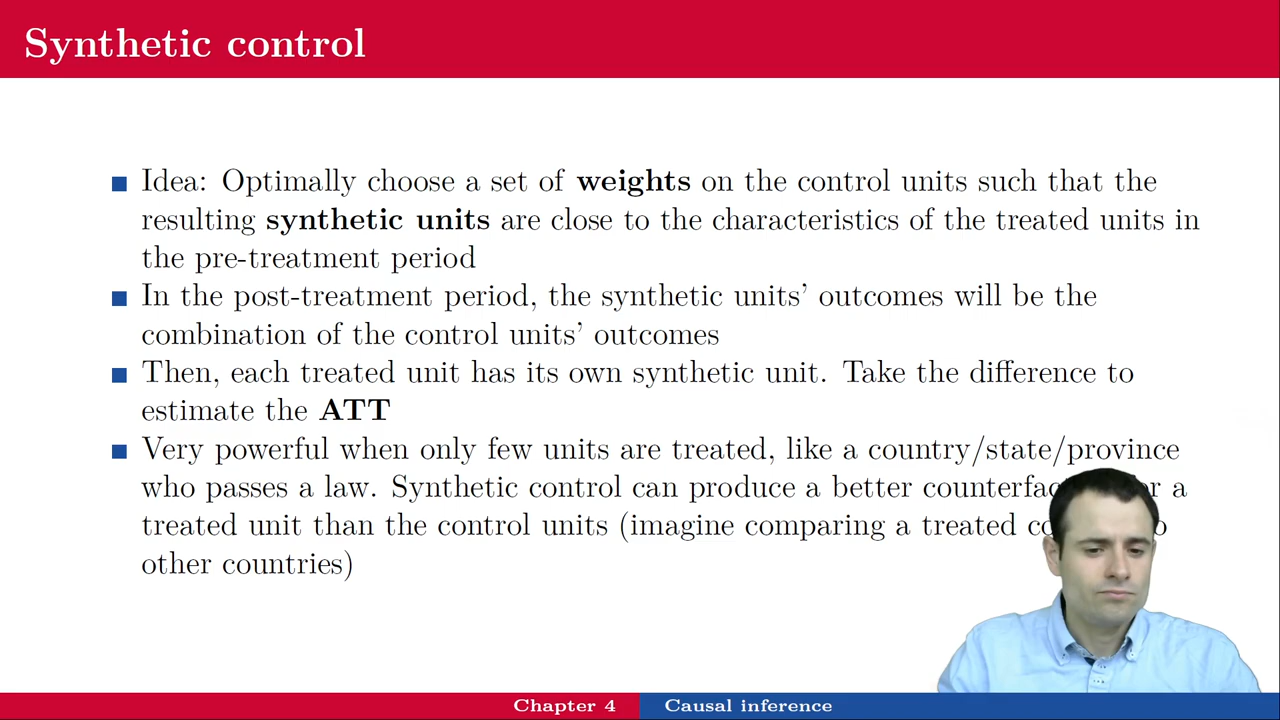 Synthetic control
Idea: Optimally choose a set of weights on the control units such that the
resulting synthetic units are close to the characteristics of the treated units in
the pre-treatment period
In the post-treatment period, the synthetic units’ outcomes will be the
combination of the control units’ outcomes
Then, each treated unit has its own synthetic unit. Take the difference to
estimate the ATT
Very powerful when only few units are treated, like a country/state/province
who passes a law. Synthetic control can produce a better a
treated unit than the control units (imagine comparing a treated
other countries)
Chapter 4 Causal inference